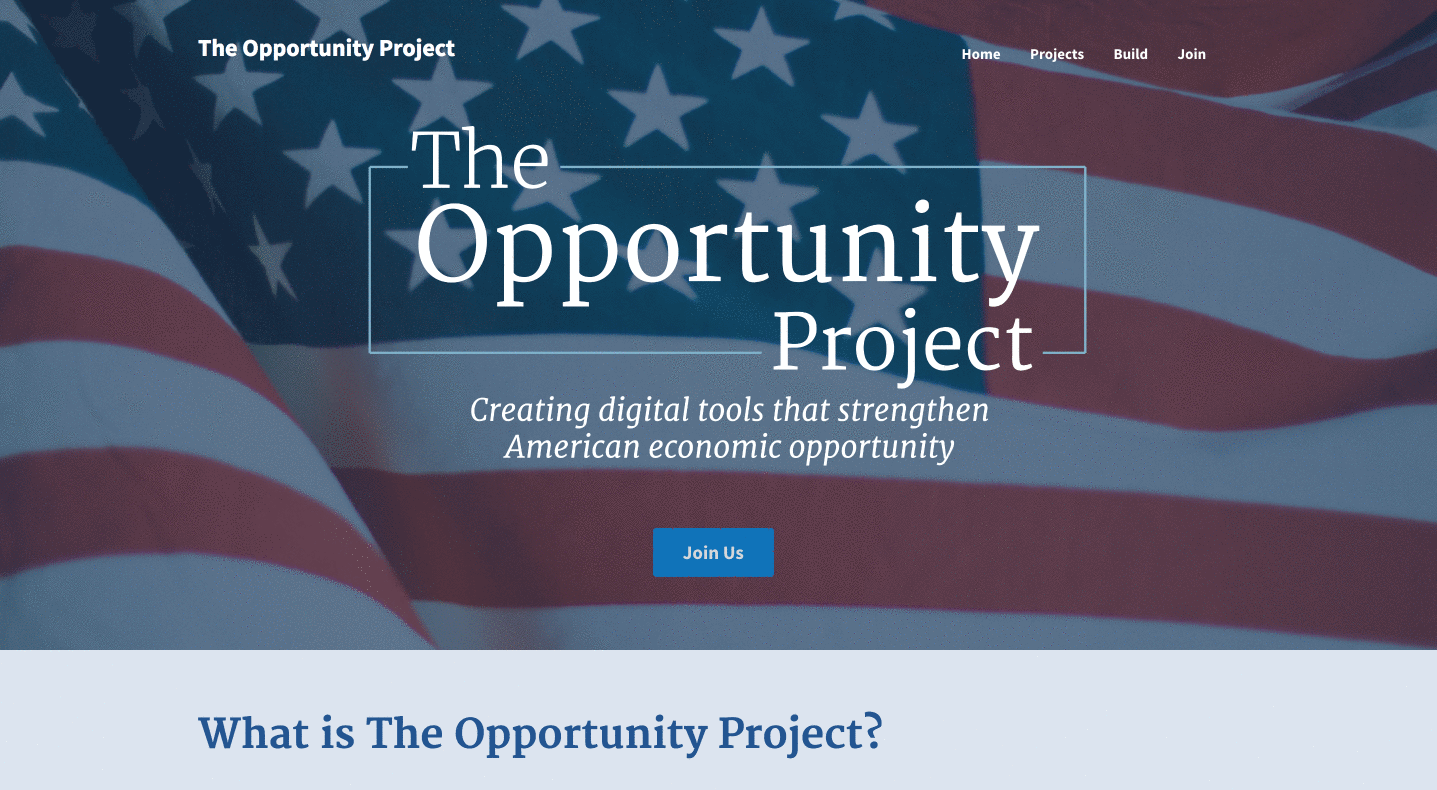 The Opportunity Project
Home Projects Build Join
The
Opportunity
Project
Creating digital tools that strengthen
American economic opportunity
Join Us
What is The Opportunity Project?